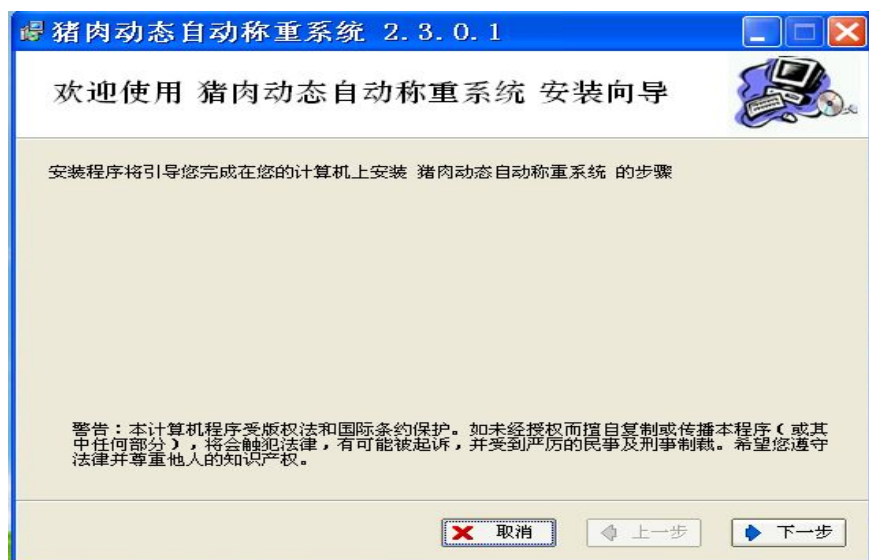 猪肉动态自动称重系统 2.3.0.1
欢迎使用 猪肉动态自动称重系统 安装向导
安装程序将引导您完成在您的计算机上安装 猪肉动态自动称重系统 的步骤
警告：本计算机程序受版权法和国际条约保护。如未经授权而擅自复制或传播本程序（或其
中任何部分），将会触犯法律，有可能被起诉，并受到严厉的民事及刑事制裁。希望您遵守
法律并尊重他人的知识产权。
取消
上一步
下一步